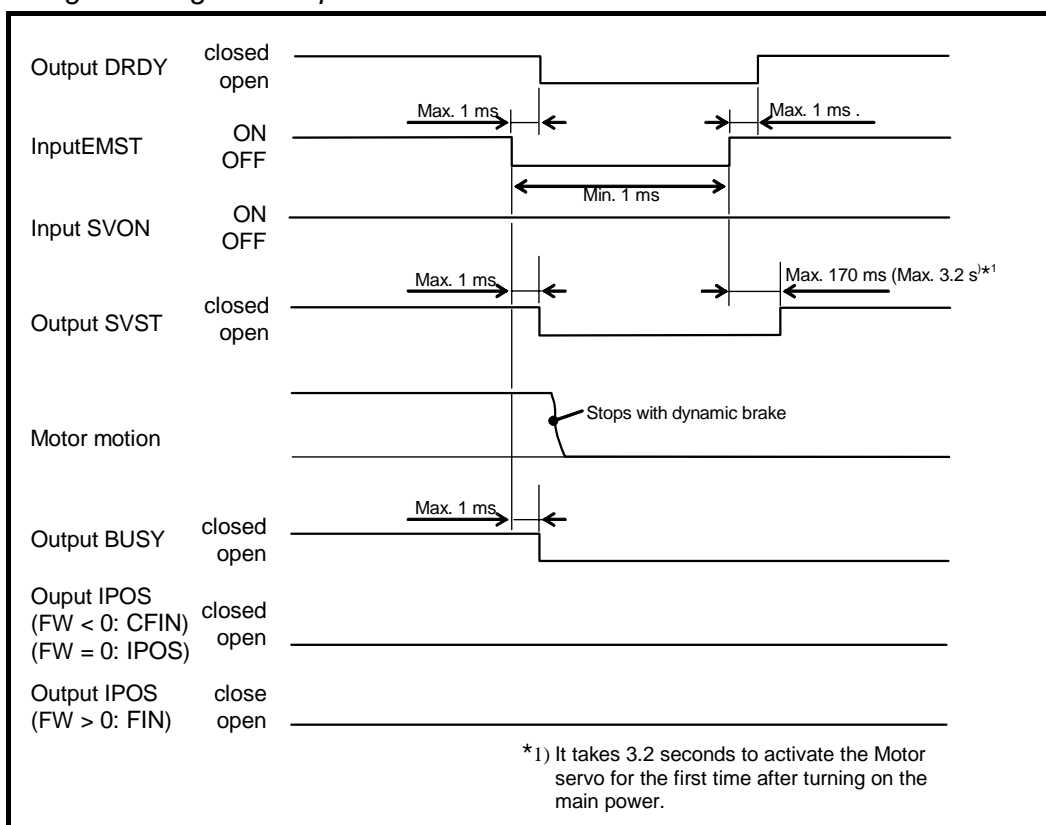 Output DRDY
closed
open
Max. 1 ms
Max. 1 ms .
InputEMST
ON
OFF
Min. 1 ms
Input SVON
ON
OFF
Max. 1 ms
Max. 170 ms (Max. 3.2 s)*1
Output SVST
closed
open
Stops with dynamic brake
Motor motion
Max. 1 ms
Output BUSY
closed
open
Ouput IPOS
(FW < 0: CFIN)
(FW = 0: IPOS)
closed
open
Output IPOS
(FW > 0: FIN)
close
open
*1) It takes 3.2 seconds to activate the Motor
servo for the first time after turning on the
main power.